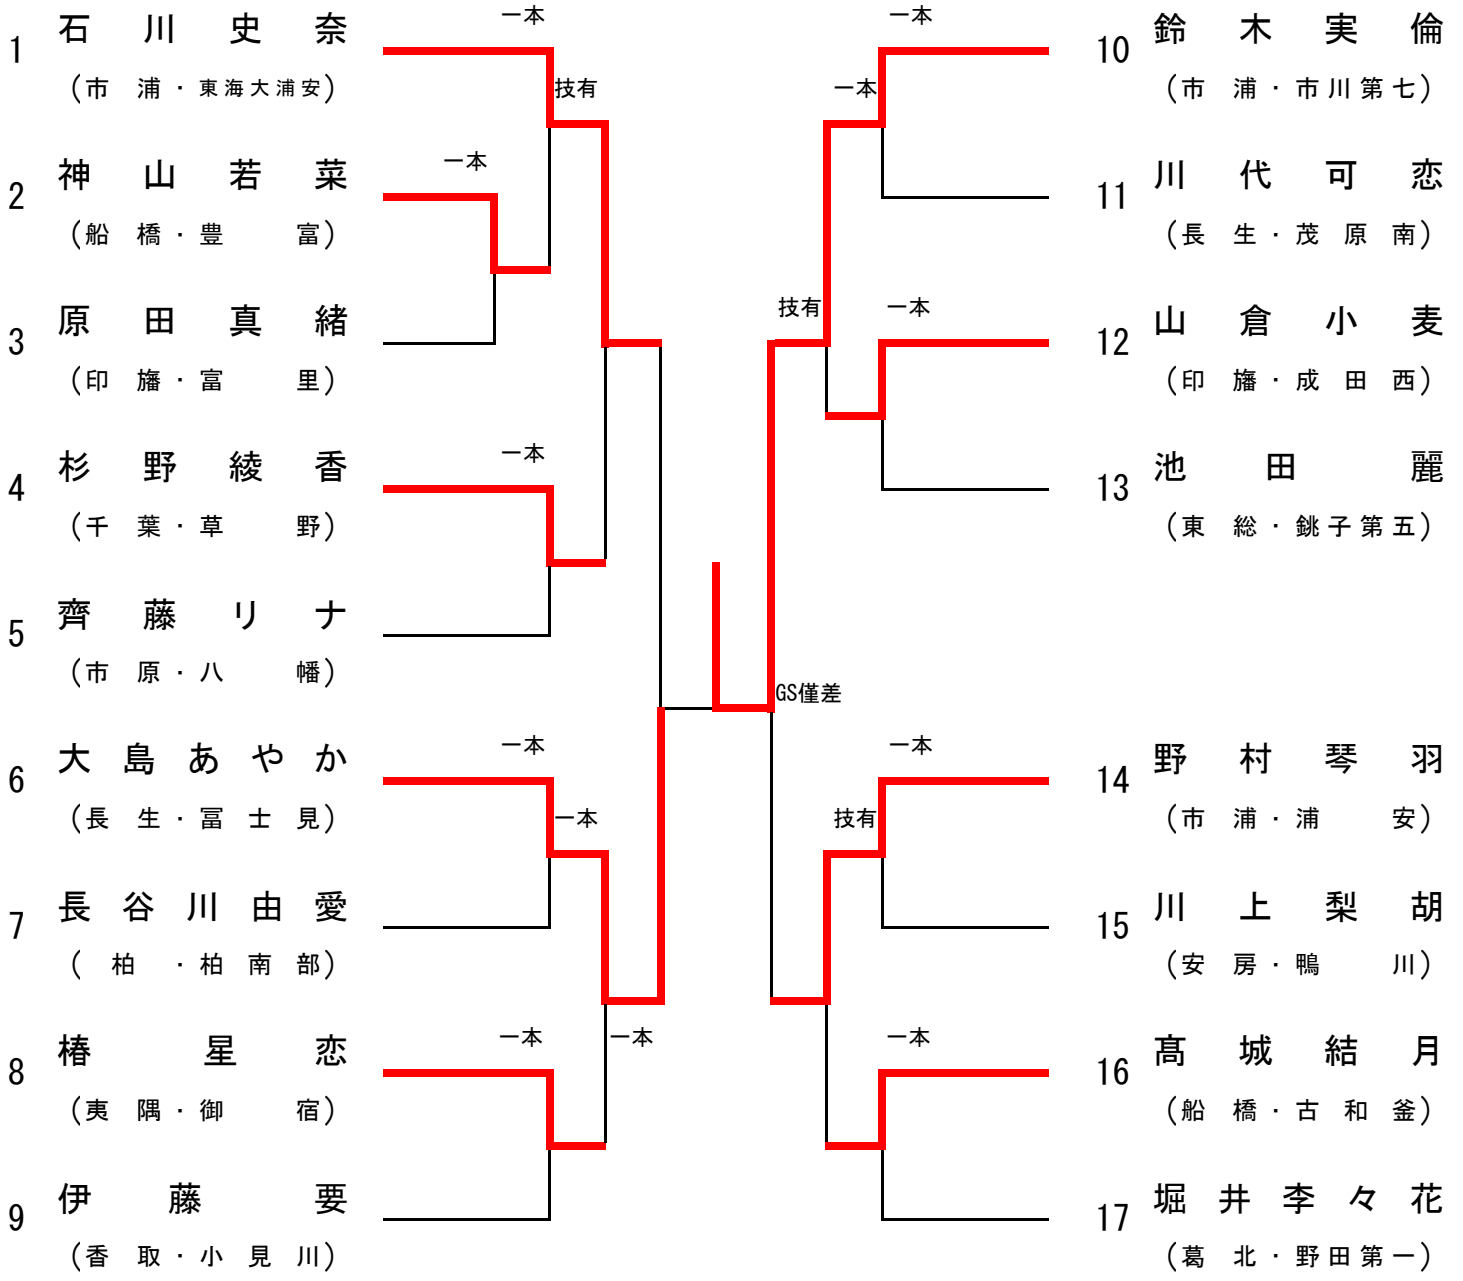 1 石川史奈
(市浦・東海大浦安)
一本
技有
2 神山若菜
(船橋・豊富)
一本
3 原田真緒
(印旛・富里)
4 杉野綾香
(千葉・草野)
一本
5 齊藤リナ
(市原・八幡)
6 大島あやか
(長生・冨士見)
一本
一本
7 長谷川由愛
(柏・柏南部)
8 椿星恋
(夷隅・御宿)
一本
一本
9 伊藤要
(香取・小見川)
GS僅差
一本
10 鈴木実倫
(市浦・市川第七)
一本
11 川代可恋
(長生・茂原南)
技有
一本
12 山倉小麦
(印旛・成田西)
13 池田麗
(東総・銚子第五)
一本
14 野村琴羽
(市浦・浦安)
技有
15 川上梨胡
(安房・鴨川)
一本
16 髙城結月
(船橋・古和釜)
17 堀井李々花
(葛北・野田第一)